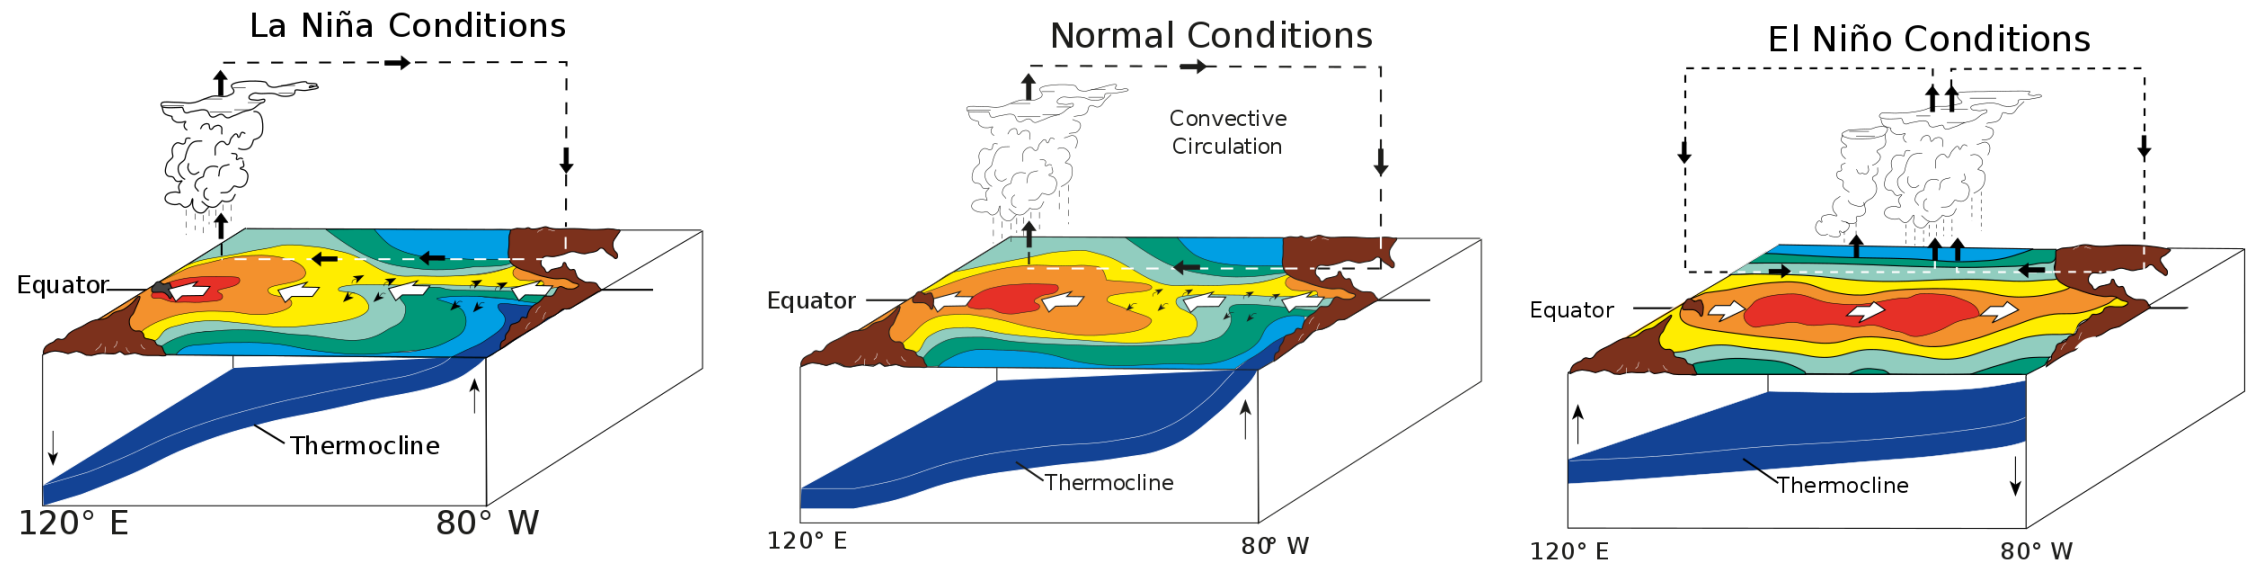 La Niña Conditions
Equator
Thermocline
120° E
80° W
Normal Conditions
Convective
Circulation
Equator
Thermocline
120° E
80° W
El Niño Conditions
Equator
Thermocline
120° E
80° W